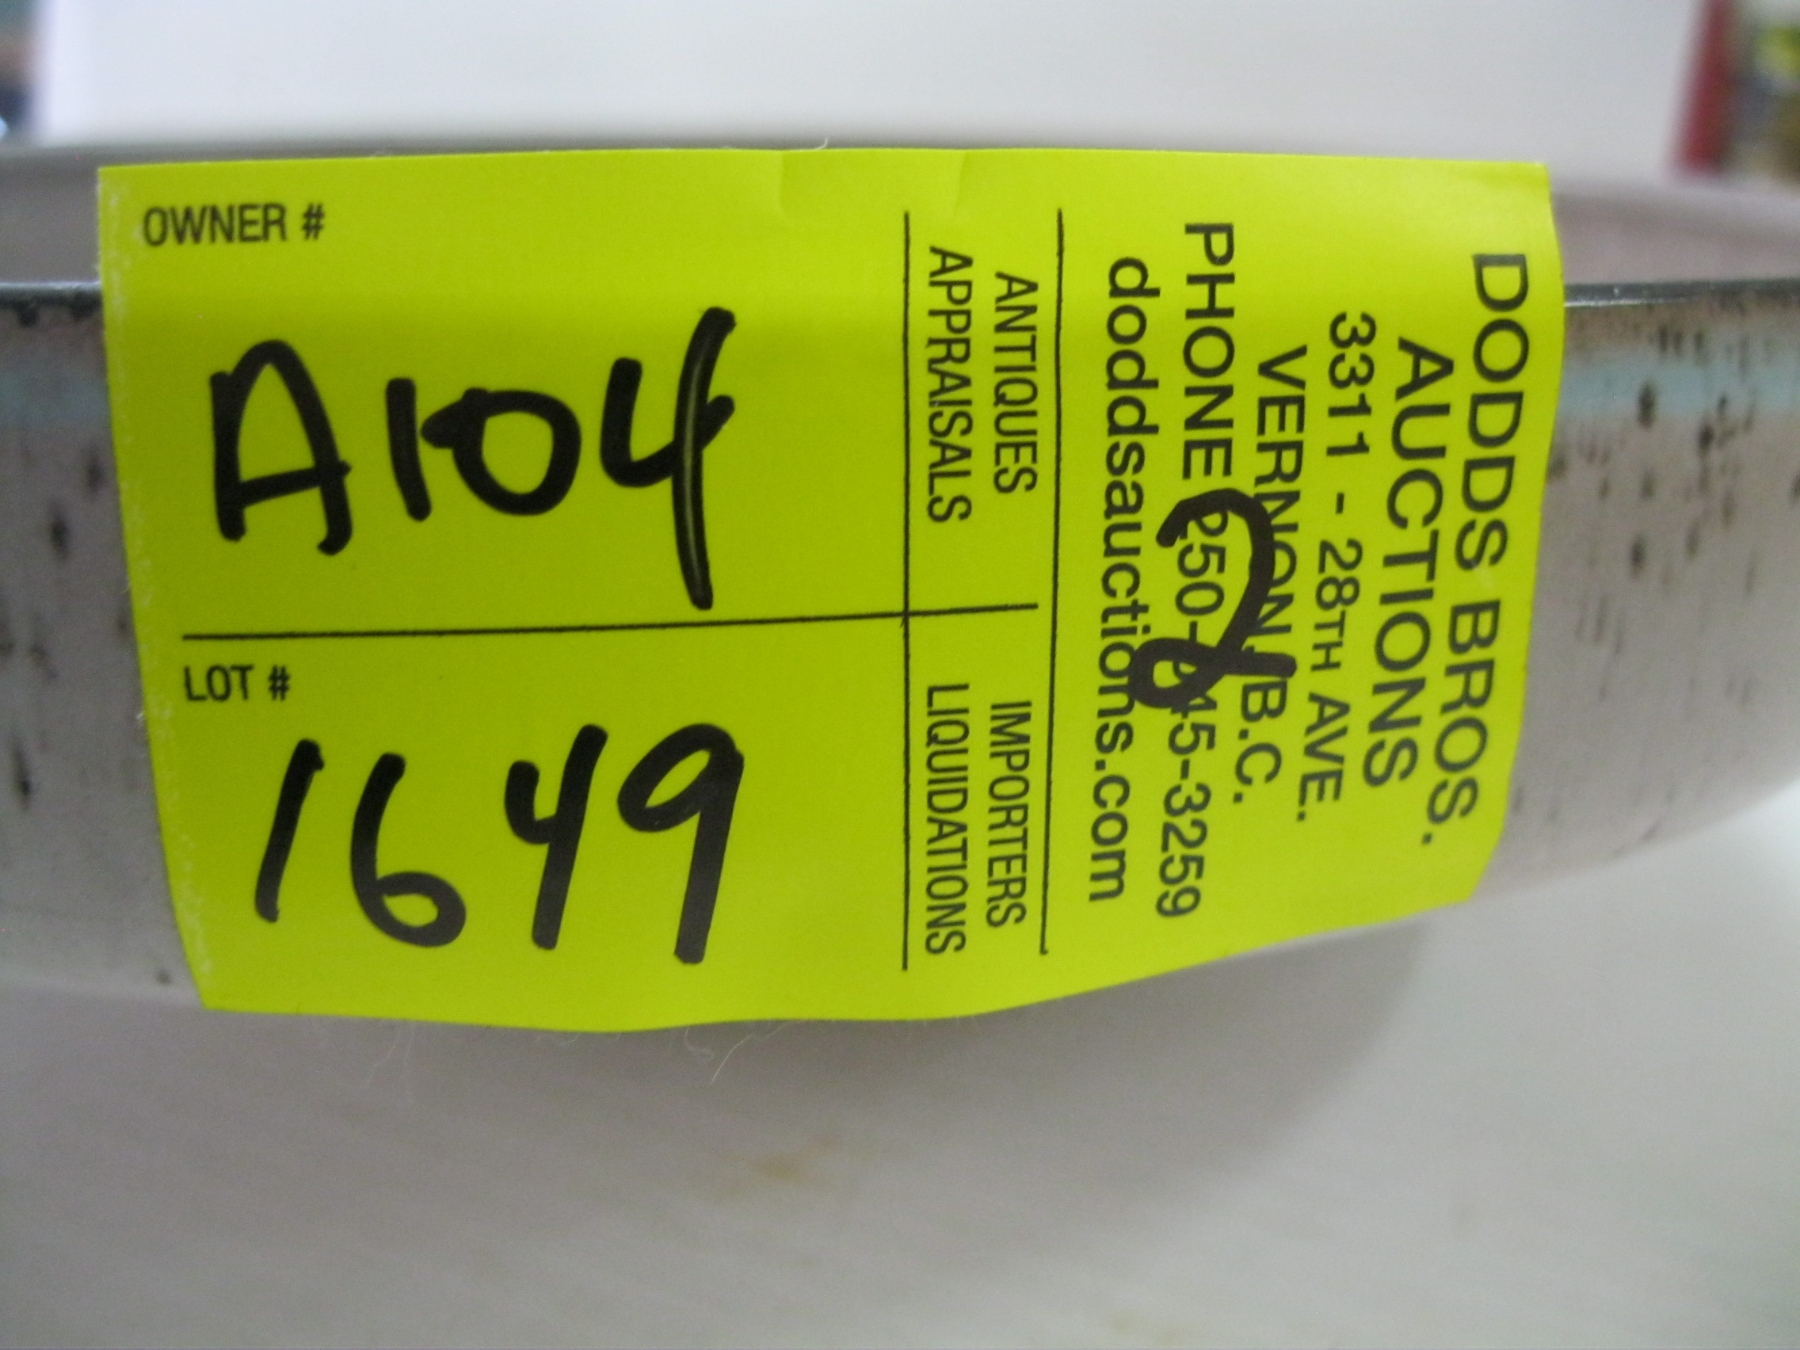 OWNER #
A104
LOT #
1649
ANTIQUES
APPRAISALS
IMPORTERS
LIQUIDATIONS
DODDS BROS.
AUCTIONS
3311 - 28TH AVE.
VERNON, B.C.
PHONE 250-545-3259
doddsauctions.com
2